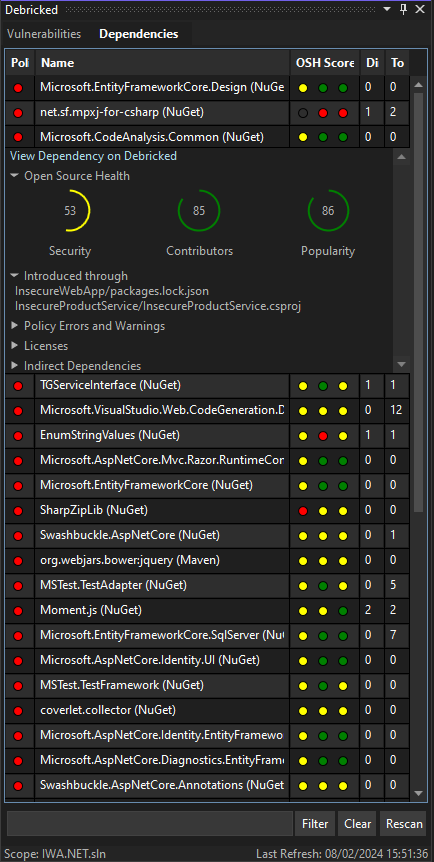 Debricked
Vulnerabilities Dependencies
Pol Name OSH Score Di To
Microsoft.EntityFrameworkCore.Design (NuGe 0 0
net.sf.mpxj-for-csharp (NuGet) 1 2
Microsoft.CodeAnalysis.Common (NuGet) 0 0
View Dependency on Debricked
Open Source Health
53 85 86
Security Contributors Popularity
Introduced through
InsecureWebApp/packages.lock.json
InsecureProductService/InsecureProductService.csproj
Policy Errors and Warnings
Licenses
Indirect Dependencies
TGServiceInterface (NuGet) 1 1
Microsoft.VisualStudio.Web.CodeGeneration.D 0 12
EnumStringValues (NuGet) 1 1
Microsoft.AspNetCore.Mvc.Razor.RuntimeCon 0 0
Microsoft.EntityFrameworkCore (NuGet) 0 0
SharpZipLib (NuGet) 0 0
Swashbuckle.AspNetCore (NuGet) 0 1
org.webjars.bower:jquery (Maven) 0 0
MSTest.TestAdapter (NuGet) 0 5
Moment.js (NuGet) 2 2
Microsoft.EntityFrameworkCore.SqlServer (Nu 0 7
Microsoft.AspNetCore.Identity.UI (NuGet) 0 0
MSTest.TestFramework (NuGet) 0 0
coverlet.collector (NuGet) 0 0
Microsoft.AspNetCore.Identity.EntityFramewo 0 0
Microsoft.AspNetCore.Diagnostics.EntityFram 0 0
Swashbuckle.AspNetCore.Annotations (NuGet 0 0
Filter Clear Rescan
Scope: IWA.NET.sln Last Refresh: 08/02/2024 15:51:36